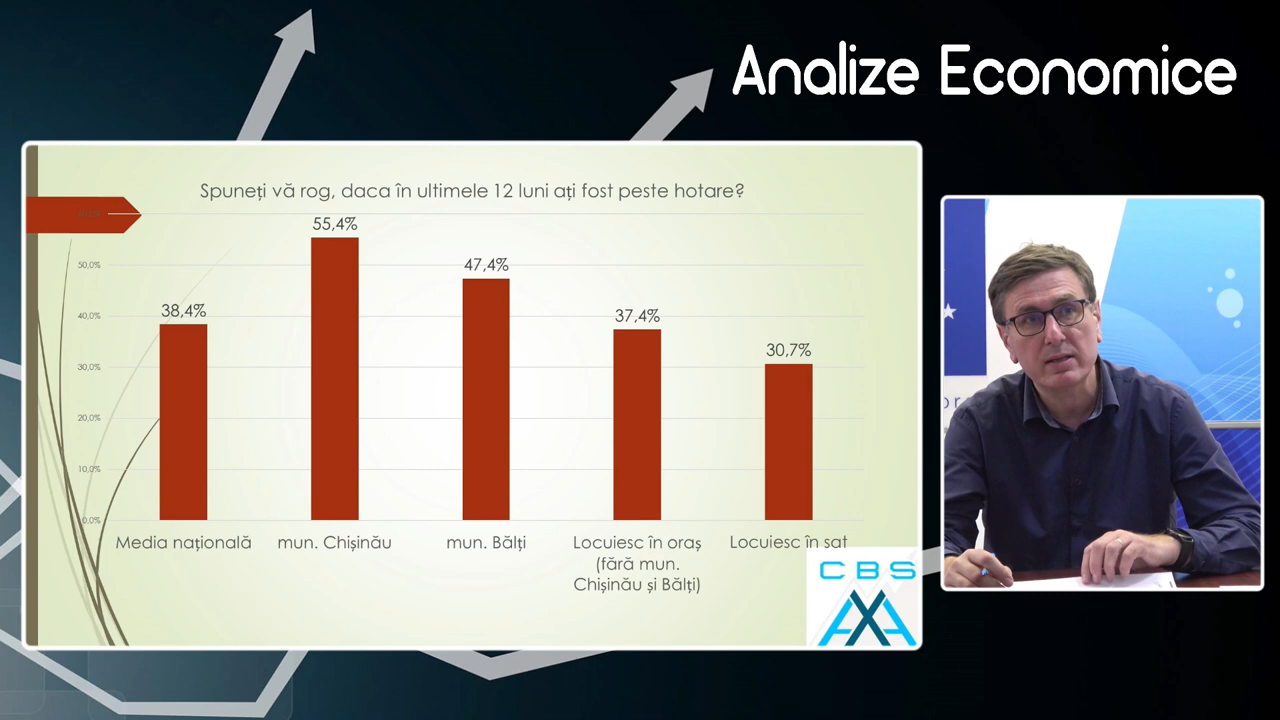 Analize Economice
Spuneți vă rog, daca în ultimele 12 luni ați fost peste hotare?
55,4%
47,4%
38,4%
37,4%
30,7%
50,0%
40,0%
30,0%
20,0%
10,0%
0,0%
Media națională
mun. Chișinău
mun. Bălți
Locuiesc în oraș
(fără mun.
Chișinău și Bălți)
Locuiesc în sat
CBS
AXA